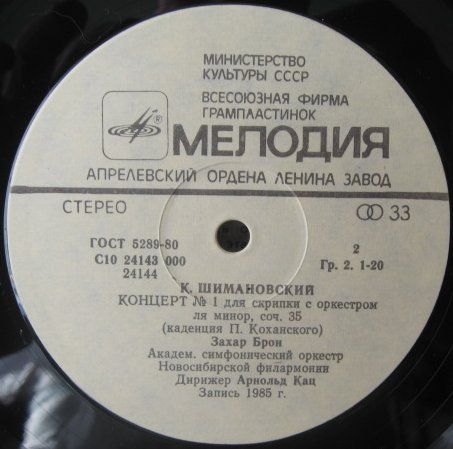 МИНИСТЕРСТВО
КУЛЬТУРЫ СССР
ВСЕСОЮЗНАЯ ФИРМА
ГРАМПЛАСТИНОК
МЕЛОДИЯ
АПРЕЛЕВСКИЙ ОРДЕНА ЛЕНИНА ЗАВОД
СТЕРЕО
33
ГОСТ 5289-80
С10 24143 000
24144
2
Гр. 2. 1-20
К. ШИМАНОВСКИЙ
КОНЦЕРТ № 1 для скрипки с оркестром
ля минор, соч. 35
(каденция П. Коханского)
Захар Брон
Академ. симфонический оркестр
Новосибирской филармонии
Дирижер Арнольд Кац
Запись 1985 г.